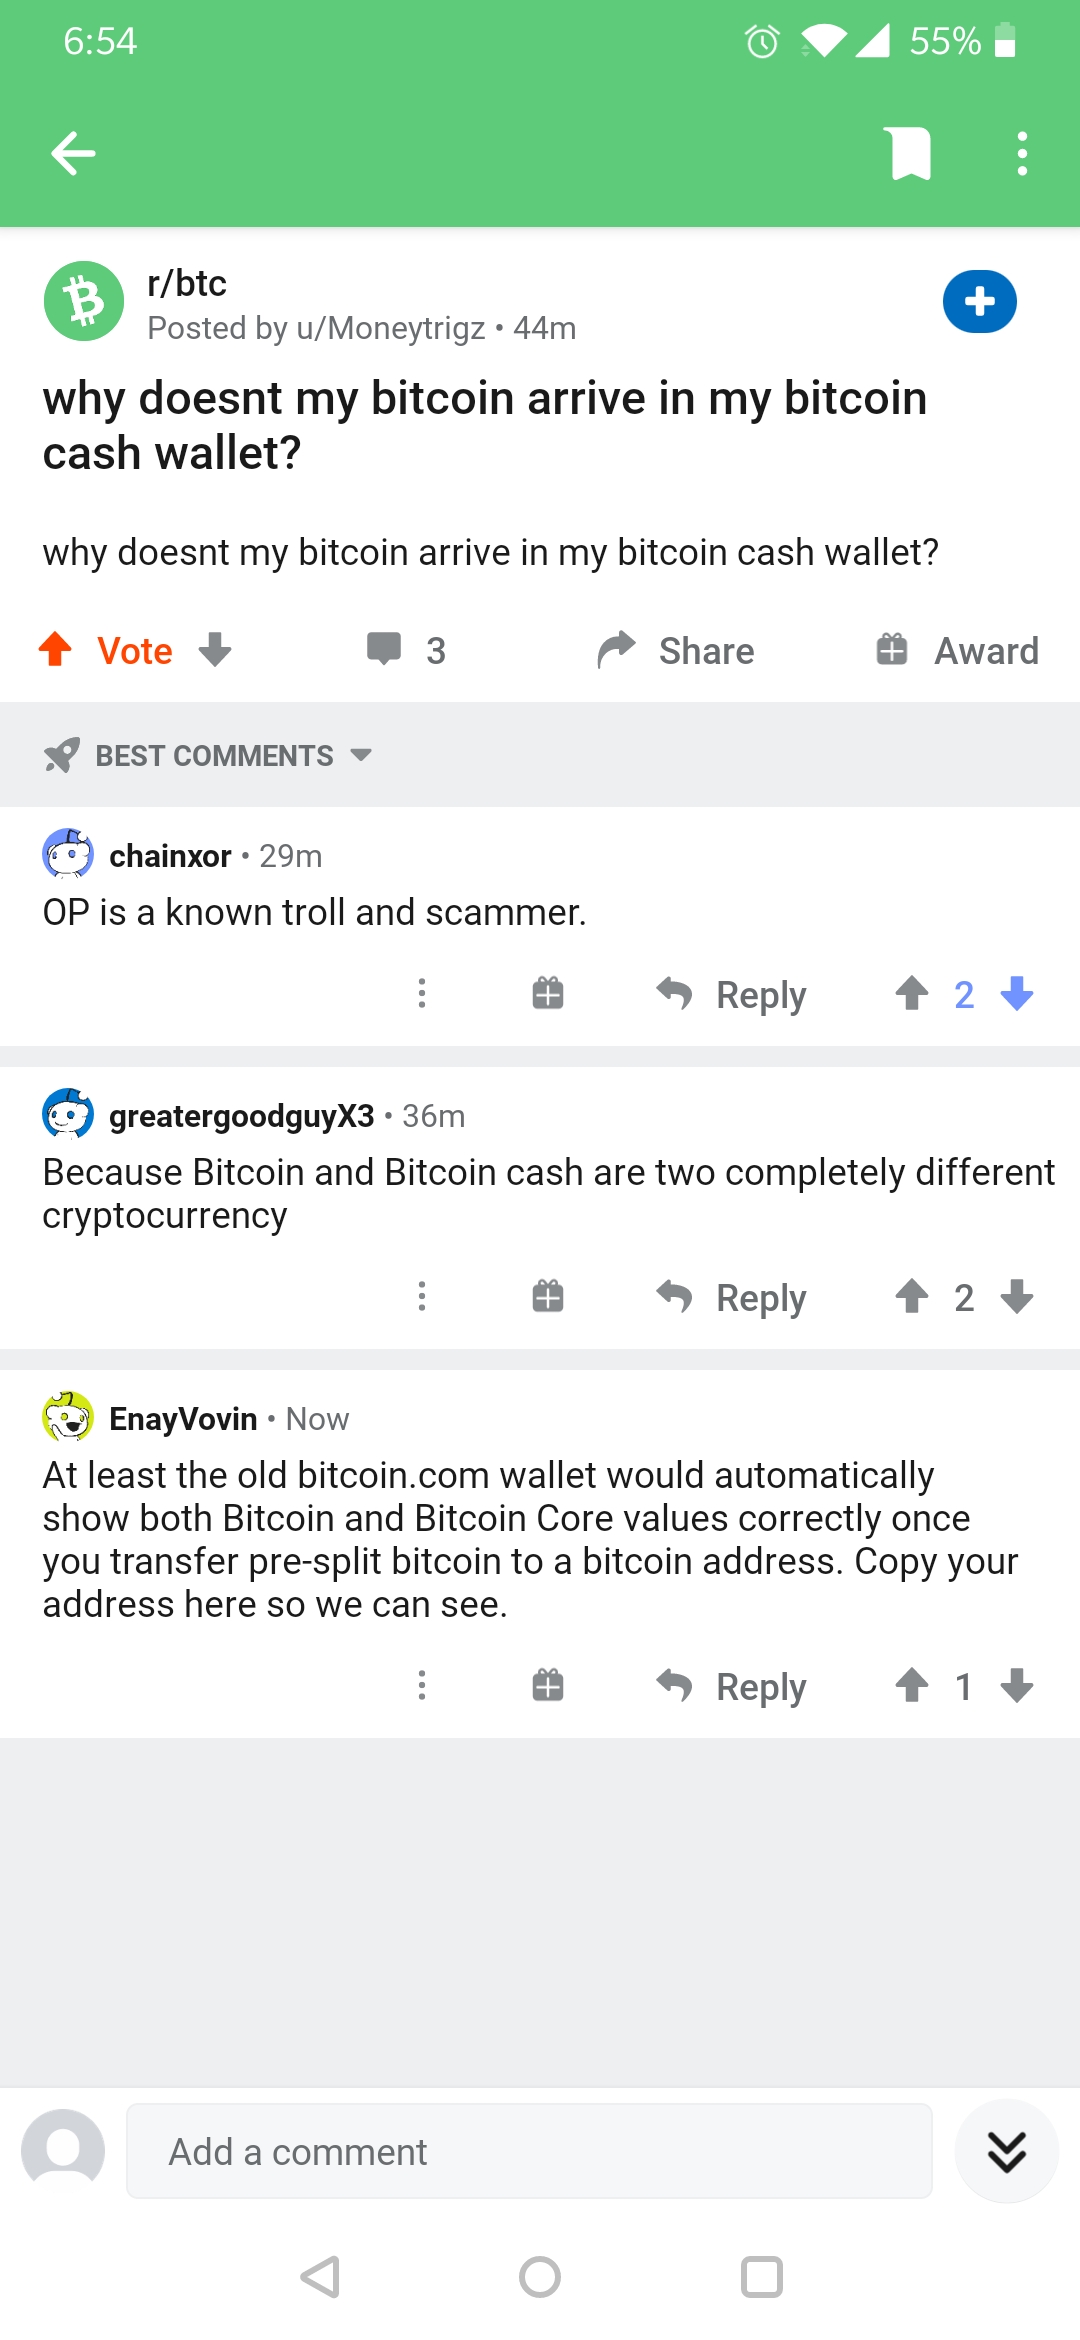 6:54
55%
r/btc
Posted by u/Moneytrigz • 44m
why doesnt my bitcoin arrive in my bitcoin
cash wallet?
why doesnt my bitcoin arrive in my bitcoin cash wallet?
Vote 3 Share Award
BEST COMMENTS
chainxor • 29m
OP is a known troll and scammer.
Reply 2
greatergoodguyX3 • 36m
Because Bitcoin and Bitcoin cash are two completely different
cryptocurrency
Reply 2
EnayVovin • Now
At least the old bitcoin.com wallet would automatically
show both Bitcoin and Bitcoin Core values correctly once
you transfer pre-split bitcoin to a bitcoin address. Copy your
address here so we can see.
Reply 1
Add a comment